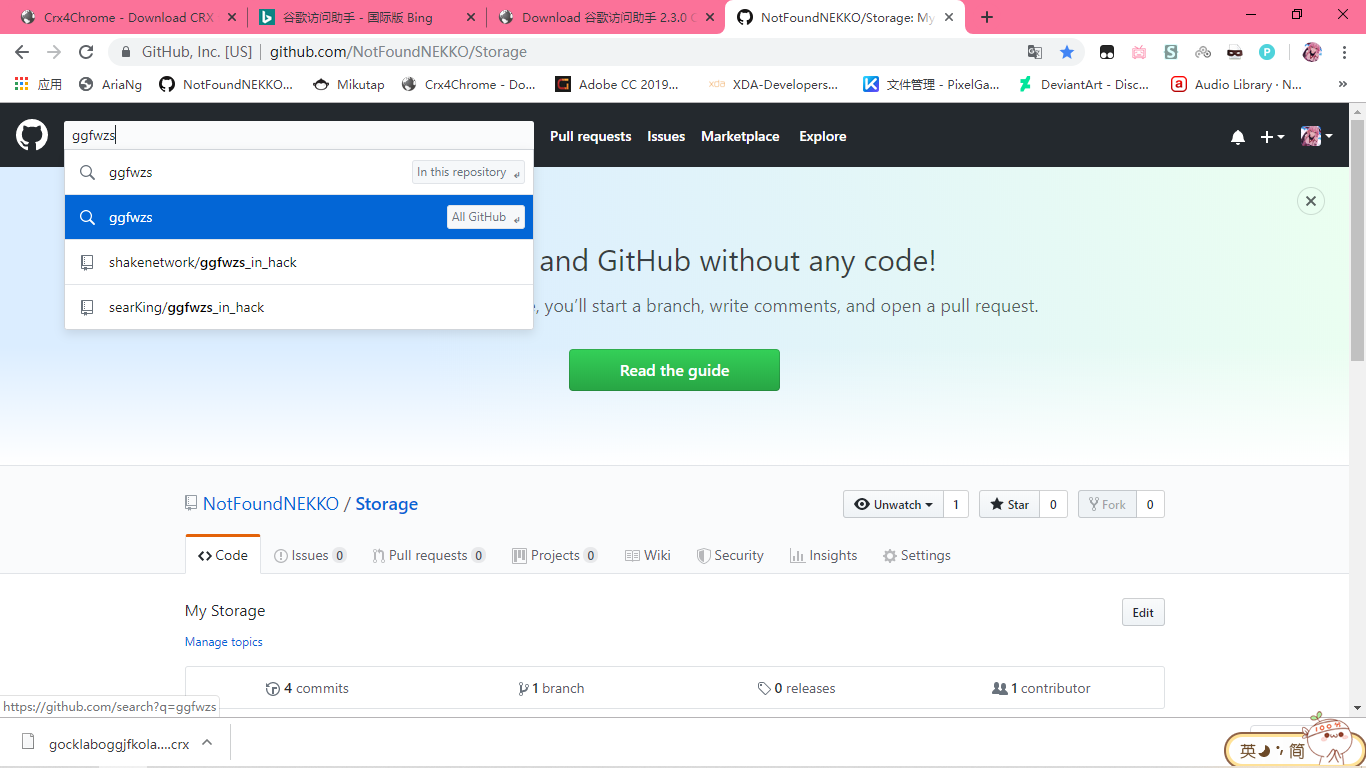 Crx4Chrome - Download CRX
谷歌访问助手 - 国际版 Bing
Download 谷歌访问助手 2.3.0 C
NotFoundNEKKO/Storage: My
GitHub, Inc. [US]
github.com/NotFoundNEKKO/Storage
应用
AriaNg
NotFoundNEKKO...
Mikutap
Crx4Chrome - Do...
Adobe CC 2019...
XDA-Developers...
文件管理 - PixelGa...
DeviantArt - Disc...
Audio Library · N...
ggfwzs
Pull requests
Issues
Marketplace
Explore
ggfwzs
In this repository
ggfwzs
All GitHub
shakenetwork/ggfwzs_in_hack
searKing/ggfwzs_in_hack
and GitHub without any code!
, you’ll start a branch, write comments, and open a pull request.
Read the guide
NotFoundNEKKO / Storage
Unwatch
1
Star
0
Fork
0
Code
Issues 0
Pull requests 0
Projects 0
Wiki
Security
Insights
Settings
My Storage
Edit
Manage topics
4 commits
1 branch
0 releases
1 contributor
https://github.com/search?q=ggfwzs
gocklaboggjfkola....crx
英
简
100分